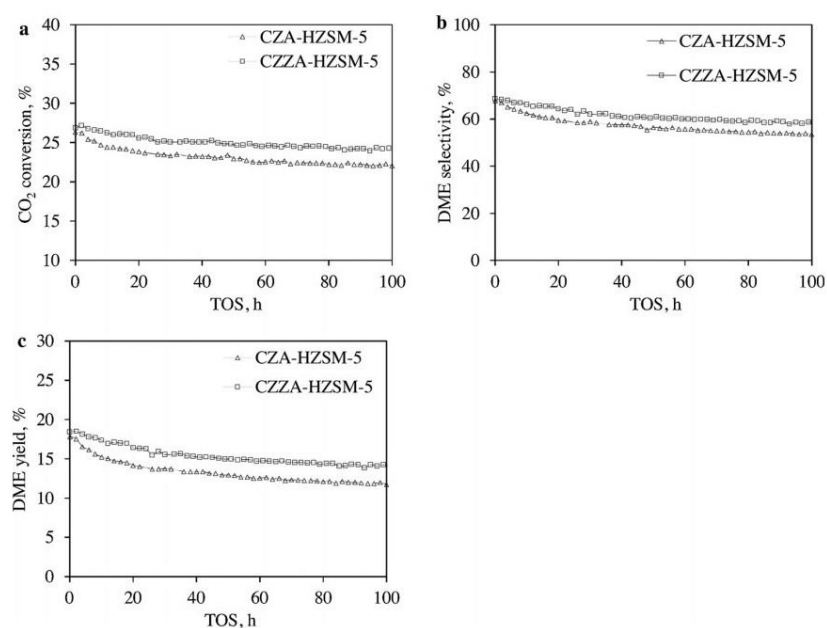 a
CZA-HZSM-5
CZZA-HZSM-5
CO₂ conversion, %
40
35
30
25
20
15
10
0
20
40
60
80
100
TOS, h
b
CZA-HZSM-5
CZZA-HZSM-5
DME selectivity, %
100
80
60
40
20
0
0
20
40
60
80
100
TOS, h
c
CZA-HZSM-5
CZZA-HZSM-5
DME yield, %
30
25
20
15
10
5
0
0
20
40
60
80
100
TOS, h